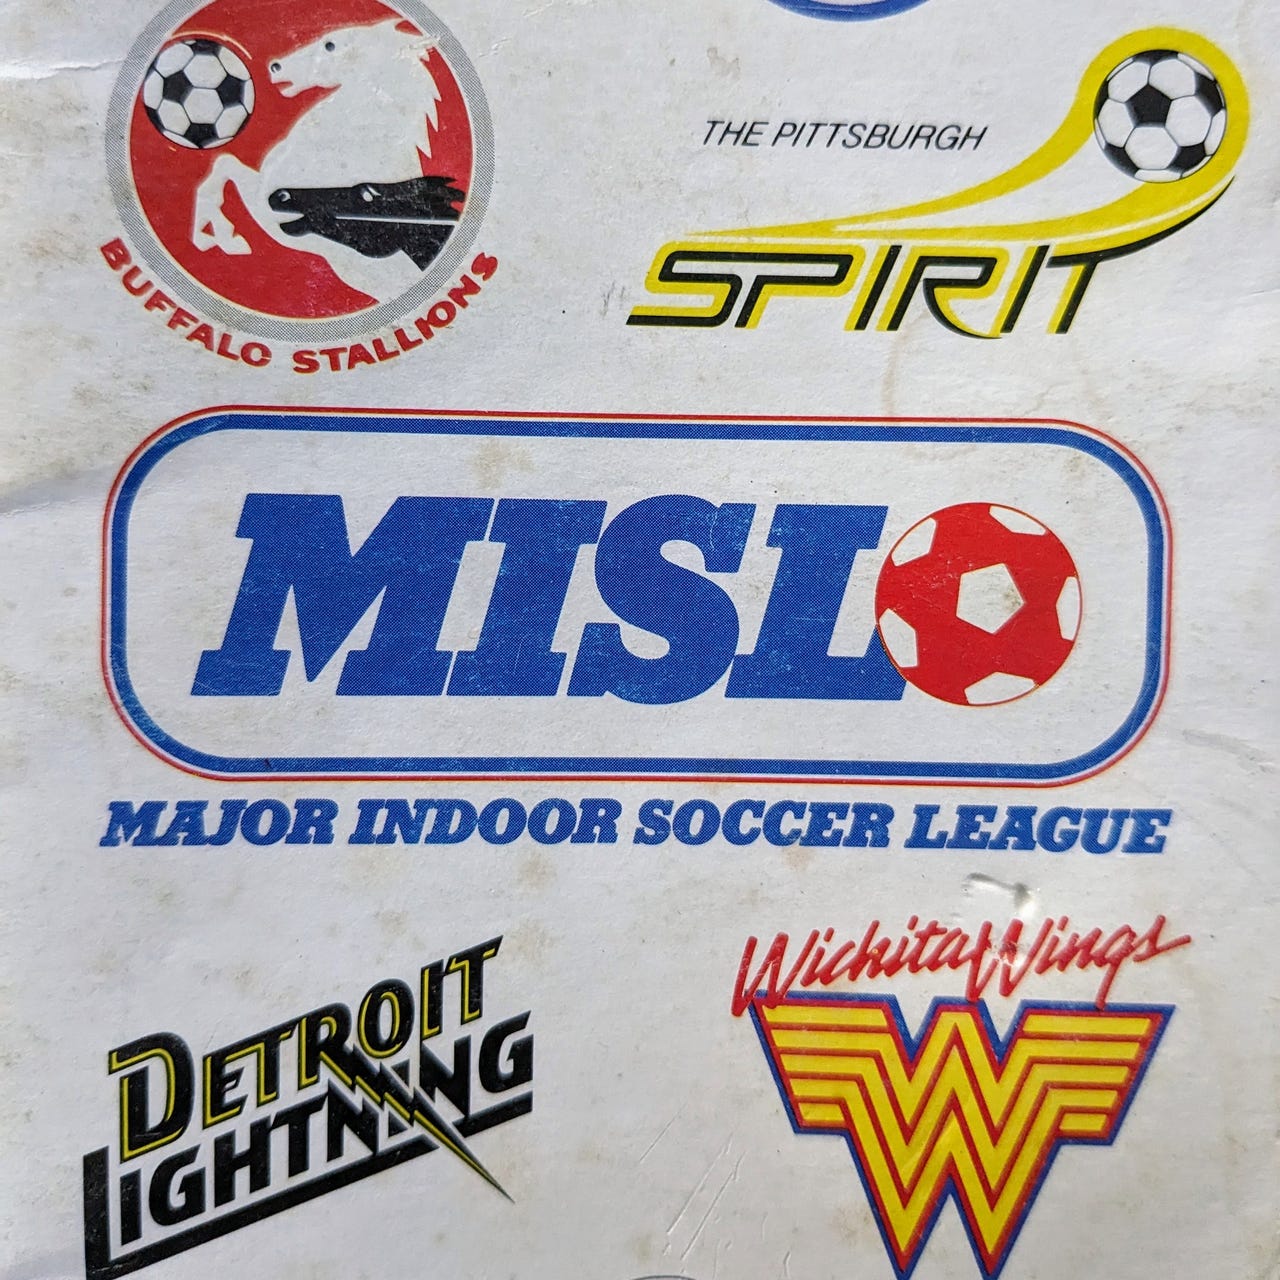 BUFFALO STALLIONS
THE PITTSBURGH
SPIRIT
MISL
MAJOR INDOOR SOCCER LEAGUE
DETROIT
LIGHTNING
Wichita Wings
W